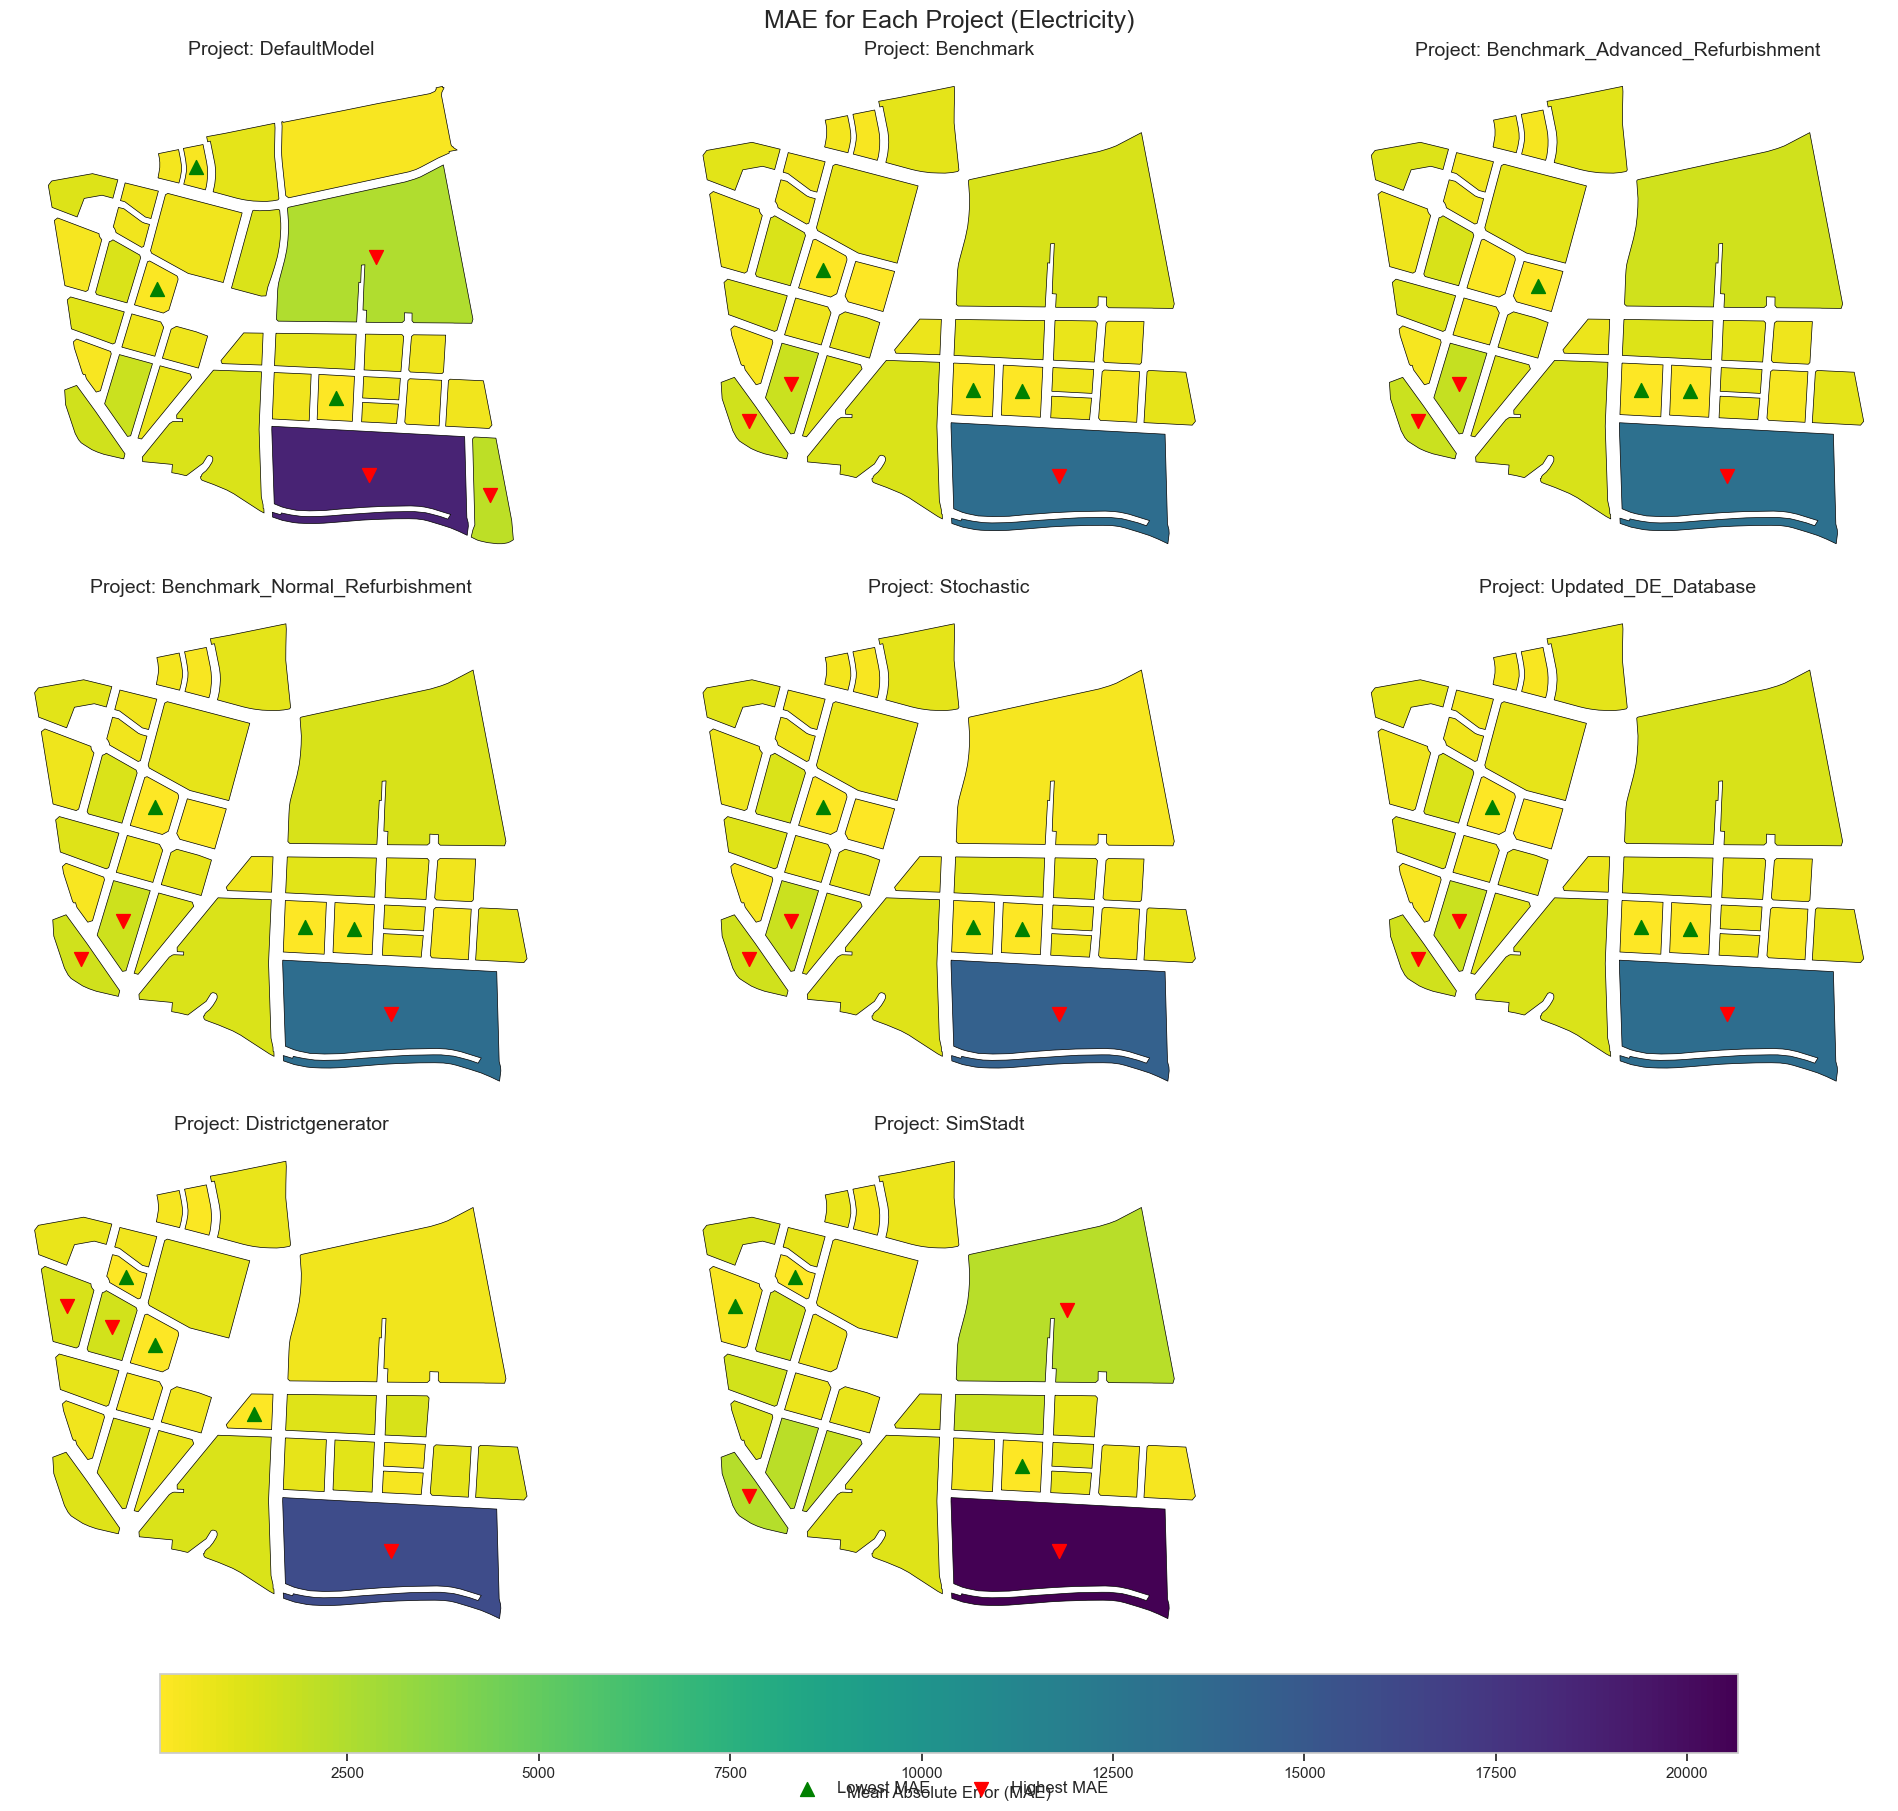 MAE for Each Project (Electricity)
Project: DefaultModel
Project: Benchmark
Project: Benchmark_Advanced_Refurbishment
Project: Benchmark_Normal_Refurbishment
Project: Stochastic
Project: Updated_DE_Database
Project: Districtgenerator
Project: SimStadt
2500 5000 7500 10000 12500 15000 17500 20000
Lowest MAE Highest MAE
Mean Absolute Error (MAE)